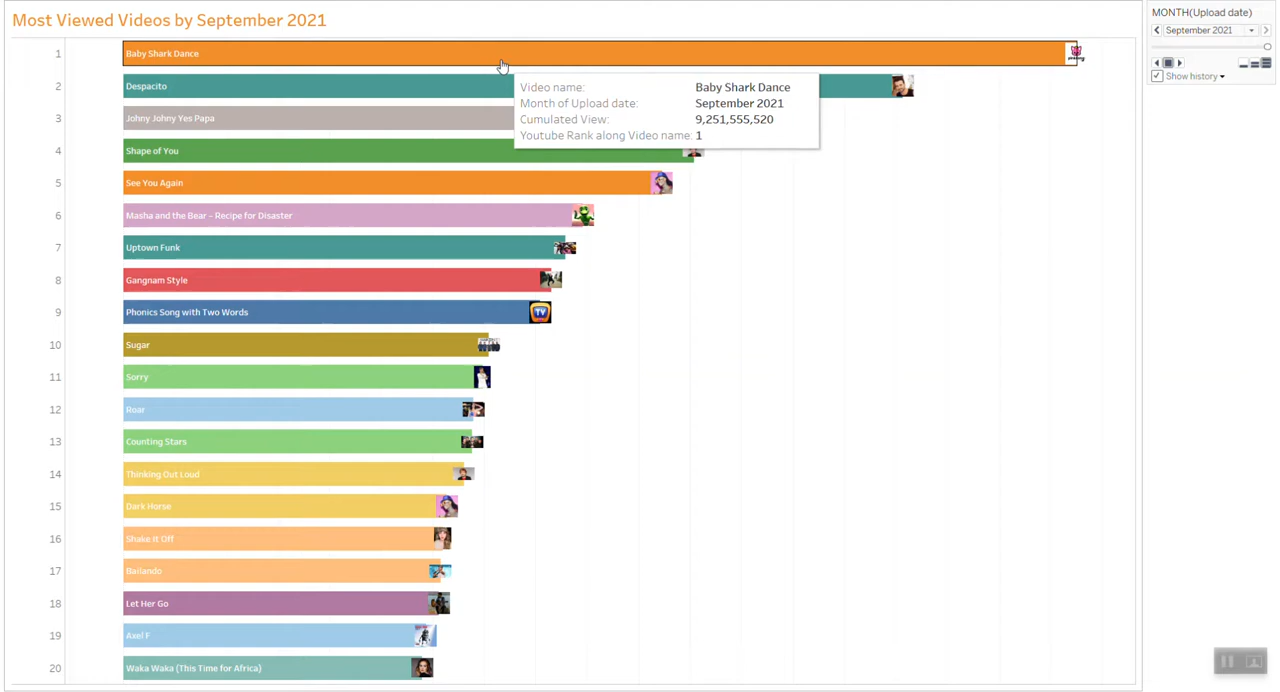 Most Viewed Videos by September 2021
MONTH(Upload date)
September 2021
Show history
1 Baby Shark Dance
2 Despacito
3 Johny Johny Yes Papa
4 Shape of You
5 See You Again
6 Masha and the Bear – Recipe for Disaster
7 Uptown Funk
8 Gangnam Style
9 Phonics Song with Two Words
10 Sugar
11 Sorry
12 Roar
13 Counting Stars
14 Thinking Out Loud
15 Dark Horse
16 Shake It Off
17 Bailando
18 Let Her Go
19 Axel F
20 Waka Waka (This Time for Africa)
Video name: Baby Shark Dance
Month of Upload date: September 2021
Cumulated View: 9,251,555,520
Youtube Rank along Video name: 1
TV